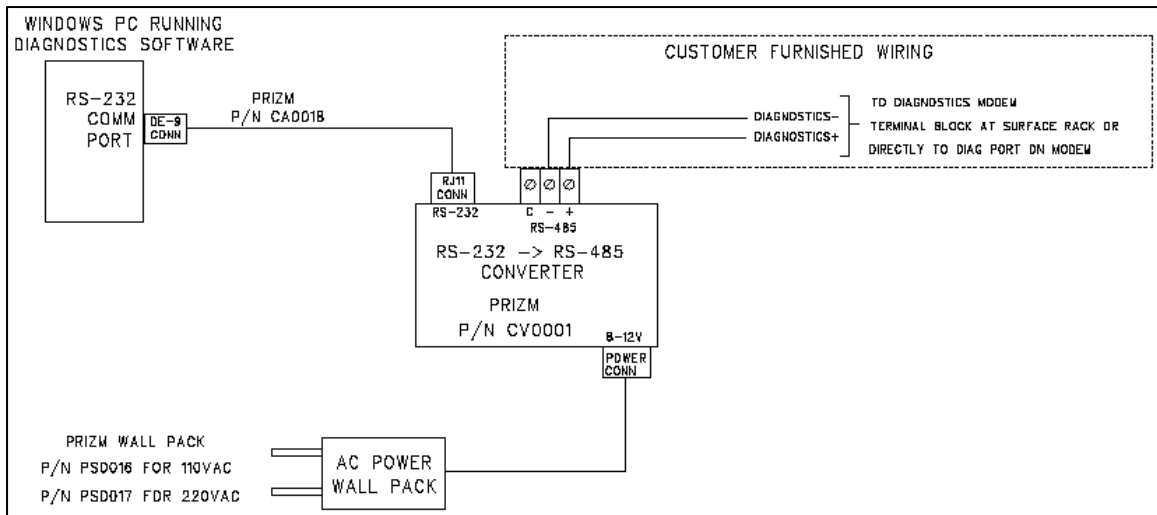 WINDOWS PC RUNNING
DIAGNOSTICS SOFTWARE
RS-232
COMM
PORT
DE-9
CONN
PRIZM
P/N CA0018
CUSTOMER FURNISHED WIRING
DIAGNOSTICS-
DIAGNOSTICS+
TO DIAGNOSTICS MODEM
TERMINAL BLOCK AT SURFACE RACK OR
DIRECTLY TO DIAG PORT ON MODEM
RJ11
CONN
RS-232
C - +
RS-485
RS-232 -> RS-485
CONVERTER
PRIZM
P/N CV0001
8-12V
POWER
CONN
PRIZM WALL PACK
P/N PS0016 FOR 110VAC
P/N PS0017 FOR 220VAC
AC POWER
WALL PACK